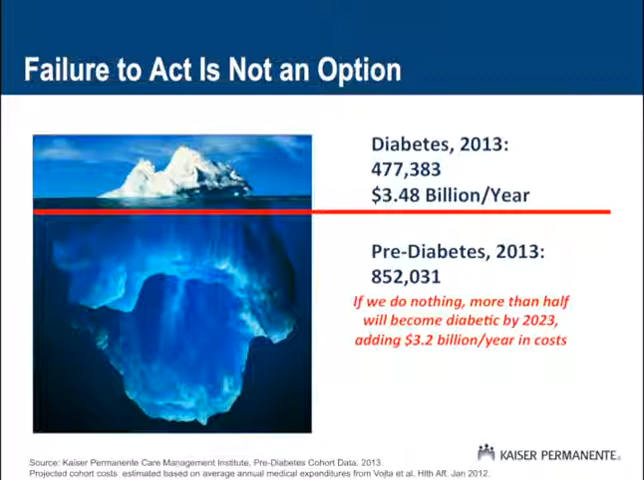 Failure to Act Is Not an Option
Diabetes, 2013:
477,383
$3.48 Billion/Year
Pre-Diabetes, 2013:
852,031
If we do nothing, more than half
will become diabetic by 2023,
adding $3.2 billion/year in costs
KAISER PERMANENTE®
Source: Kaiser Permanente Care Management Institute, Pre-Diabetes Cohort Data, 2013
Projected cohort costs estimated based on average annual medical expenditures from Vojta et al. Hlth Aff. Jan 2012.